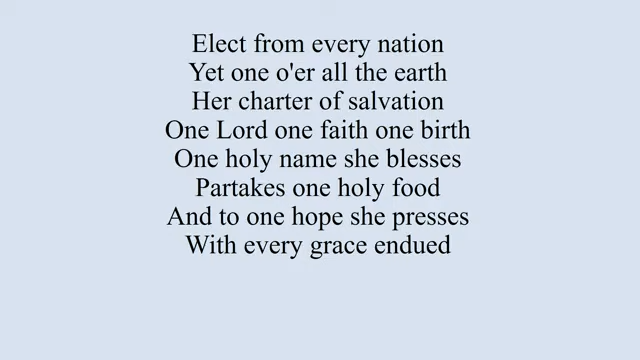 Elect from every nation
Yet one o'er all the earth
Her charter of salvation
One Lord one faith one birth
One holy name she blesses
Partakes one holy food
And to one hope she presses
With every grace endued